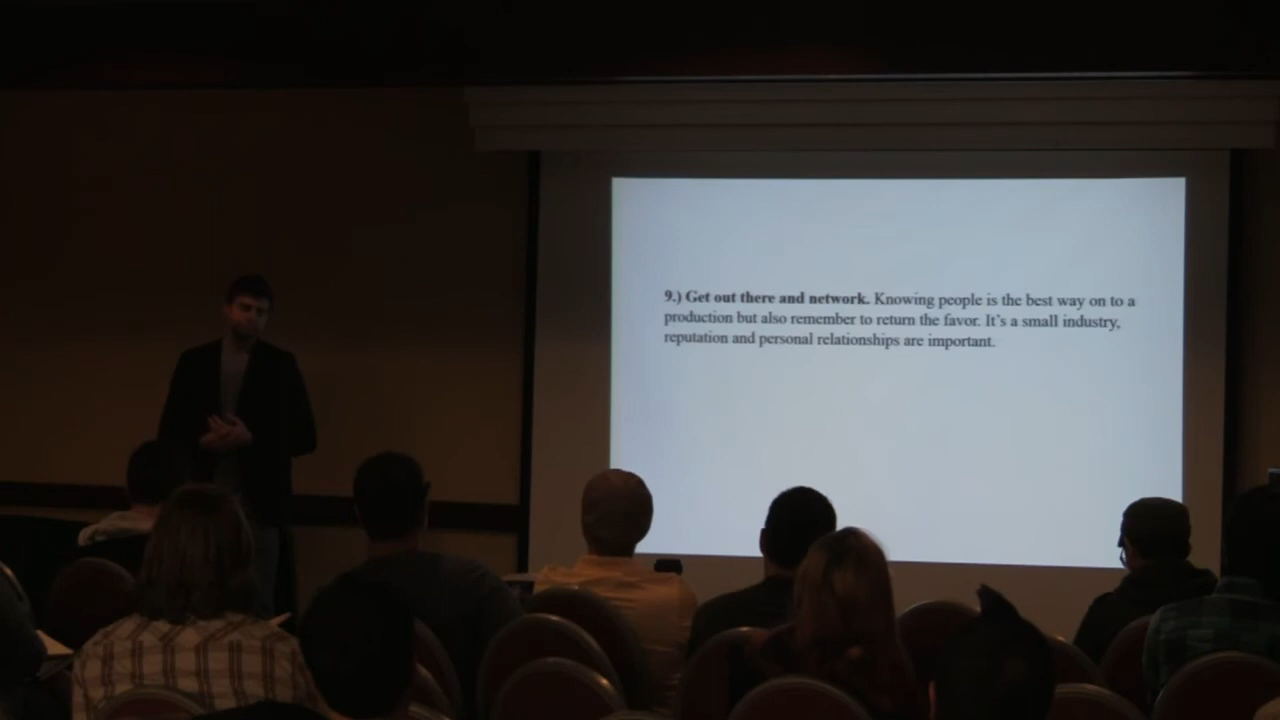 9.) Get out there and network. Knowing people is the best way on to a
production but also remember to return the favor. It's a small industry,
reputation and personal relationships are important.